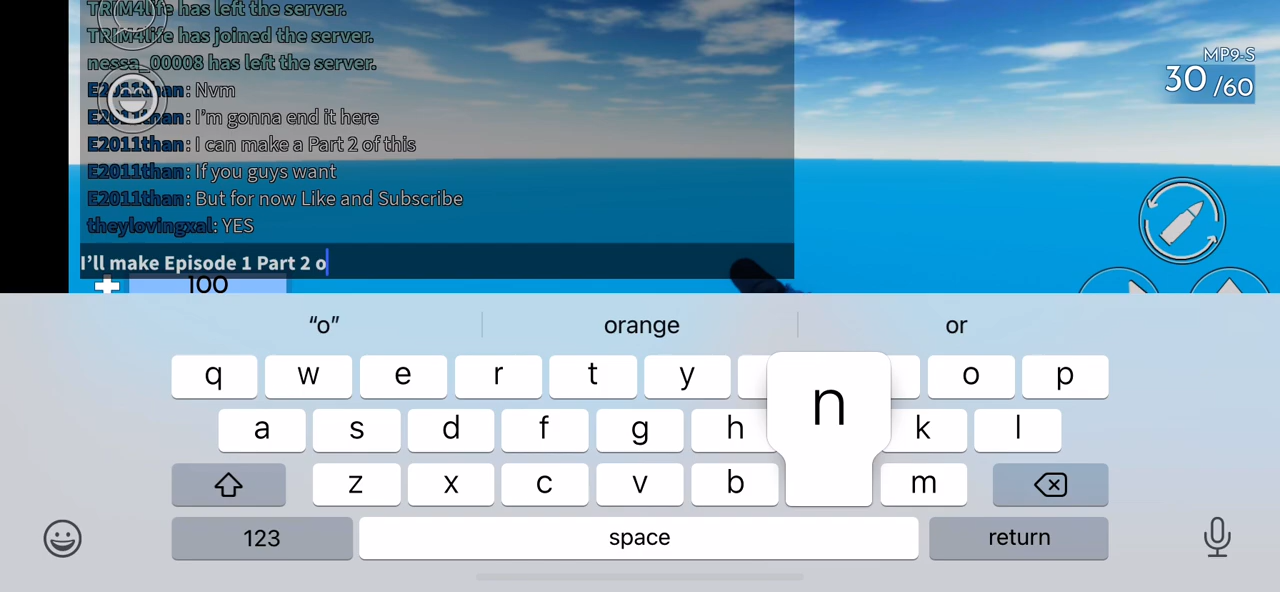 TRIM4life has left the server.
TRIM4life has joined the server.
nessa_00008 has left the server.
E2011than: Nvm
E2011than: I'm gonna end it here
E2011than: I can make a Part 2 of this
E2011than: If you guys want
E2011than: But for now Like and Subscribe
theylovingxal: YES
I'll make Episode 1 Part 2 o
100
MP9-S
30 /60
“o” orange or
q w e r t y o p
a s d f g h k l
n
z x c v b m
123 space return